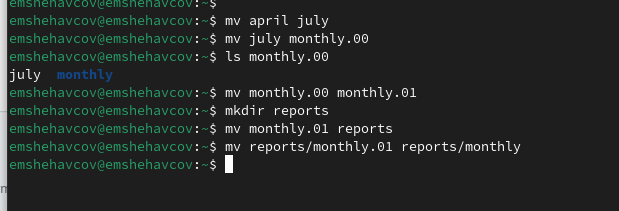 emshehavcov@emshehavcov:~$
emshehavcov@emshehavcov:~$ mv april july
emshehavcov@emshehavcov:~$ mv july monthly.00
emshehavcov@emshehavcov:~$ ls monthly.00
july  monthly
emshehavcov@emshehavcov:~$ mv monthly.00 monthly.01
emshehavcov@emshehavcov:~$ mkdir reports
emshehavcov@emshehavcov:~$ mv monthly.01 reports
emshehavcov@emshehavcov:~$ mv reports/monthly.01 reports/monthly
emshehavcov@emshehavcov:~$